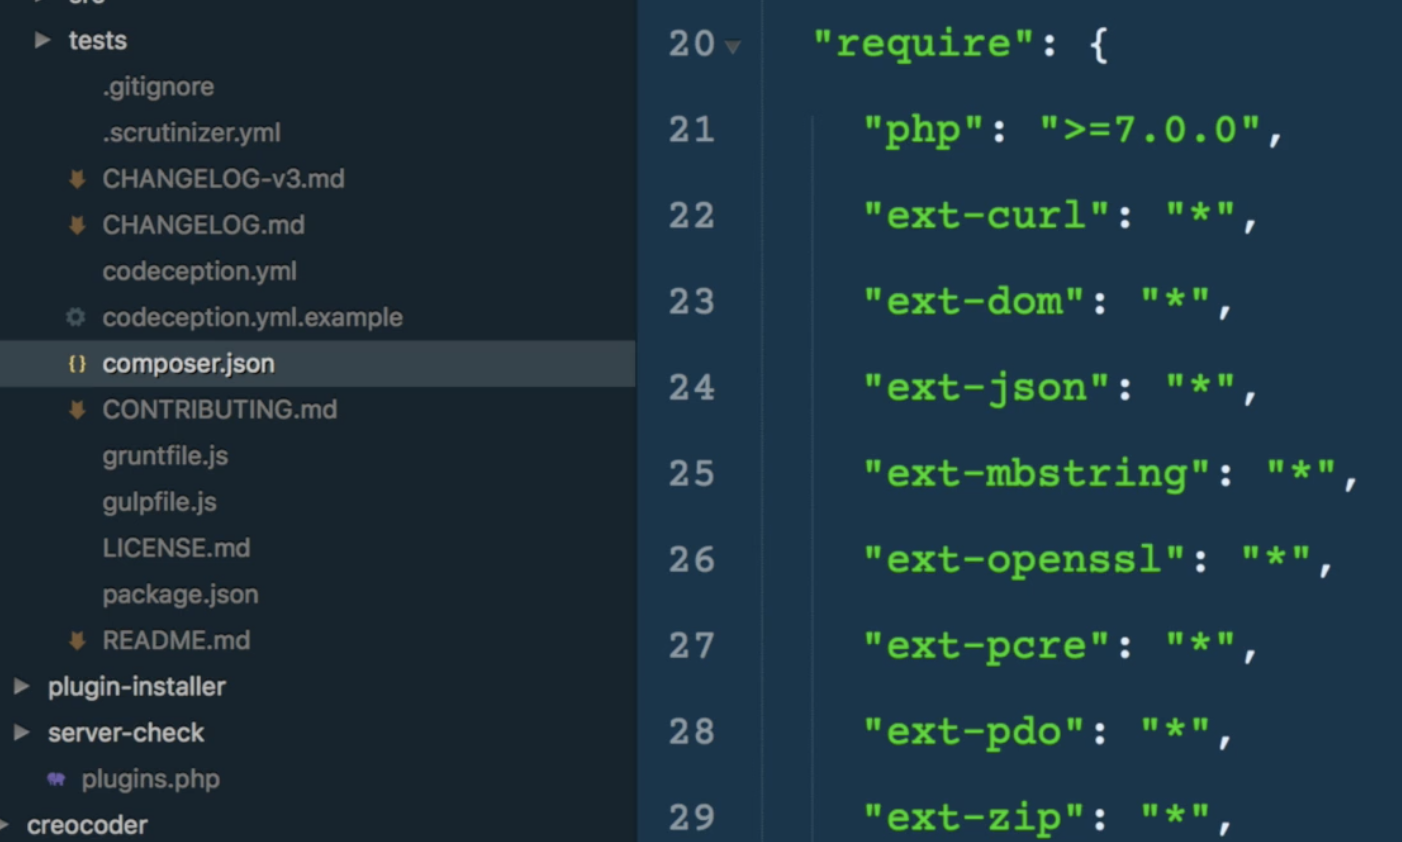 tests
.gitignore
.scrutinizer.yml
CHANGELOG-v3.md
CHANGELOG.md
codeception.yml
codeception.yml.example
{} composer.json
CONTRIBUTING.md
gruntfile.js
gulpfile.js
LICENSE.md
package.json
README.md
plugin-installer
server-check
plugins.php
creocoder
20 "require": {
21 "php": ">=7.0.0",
22 "ext-curl": "*",
23 "ext-dom": "*",
24 "ext-json": "*",
25 "ext-mbstring": "*",
26 "ext-openssl": "*",
27 "ext-pcre": "*",
28 "ext-pdo": "*",
29 "ext-zip": "*",